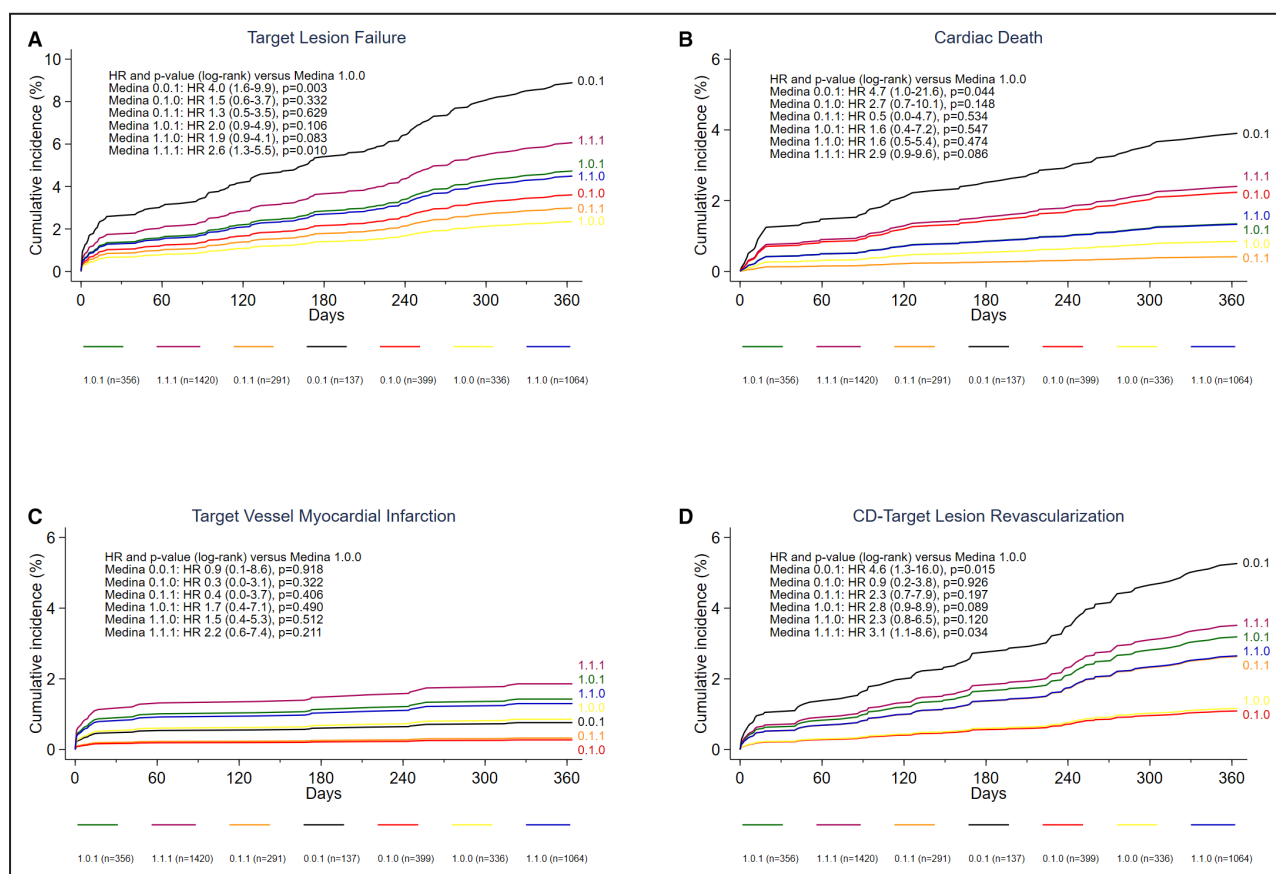 A
Target Lesion Failure
Cumulative incidence (%)
10
8
6
4
2
0
HR and p-value (log-rank) versus Medina 1.0.0
Medina 0.0.1: HR 4.0 (1.6-9.9), p=0.003
Medina 0.1.0: HR 1.5 (0.6-3.7), p=0.332
Medina 0.1.1: HR 1.3 (0.5-3.5), p=0.629
Medina 1.0.1: HR 2.0 (0.9-4.9), p=0.106
Medina 1.1.0: HR 1.9 (0.9-4.1), p=0.083
Medina 1.1.1: HR 2.6 (1.3-5.5), p=0.010
0.0.1
1.1.1
1.0.1
1.1.0
0.1.0
0.1.1
1.0.0
0 60 120 180 240 300 360
Days
1.0.1 (n=356) 1.1.1 (n=1420) 0.1.1 (n=291) 0.0.1 (n=137) 0.1.0 (n=399) 1.0.0 (n=336) 1.1.0 (n=1064)
B
Cardiac Death
Cumulative incidence (%)
6
4
2
0
HR and p-value (log-rank) versus Medina 1.0.0
Medina 0.0.1: HR 4.7 (1.0-21.6), p=0.044
Medina 0.1.0: HR 2.7 (0.7-10.1), p=0.148
Medina 0.1.1: HR 0.5 (0.0-4.7), p=0.534
Medina 1.0.1: HR 1.6 (0.4-7.2), p=0.547
Medina 1.1.0: HR 1.6 (0.5-5.4), p=0.474
Medina 1.1.1: HR 2.9 (0.9-9.6), p=0.086
0.0.1
1.1.1
0.1.0
1.1.0
1.0.1
1.0.0
0.1.1
0 60 120 180 240 300 360
Days
1.0.1 (n=356) 1.1.1 (n=1420) 0.1.1 (n=291) 0.0.1 (n=137) 0.1.0 (n=399) 1.0.0 (n=336) 1.1.0 (n=1064)
C
Target Vessel Myocardial Infarction
Cumulative incidence (%)
6
4
2
0
HR and p-value (log-rank) versus Medina 1.0.0
Medina 0.0.1: HR 0.9 (0.1-8.6), p=0.918
Medina 0.1.0: HR 0.3 (0.0-3.1), p=0.322
Medina 0.1.1: HR 0.4 (0.0-3.7), p=0.406
Medina 1.0.1: HR 1.7 (0.4-7.1), p=0.490
Medina 1.1.0: HR 1.5 (0.4-5.3), p=0.512
Medina 1.1.1: HR 2.2 (0.6-7.4), p=0.211
1.1.1
1.0.1
1.1.0
1.0.0
0.0.1
0.1.1
0.1.0
0 60 120 180 240 300 360
Days
1.0.1 (n=356) 1.1.1 (n=1420) 0.1.1 (n=291) 0.0.1 (n=137) 0.1.0 (n=399) 1.0.0 (n=336) 1.1.0 (n=1064)
D
CD-Target Lesion Revascularization
Cumulative incidence (%)
6
4
2
0
HR and p-value (log-rank) versus Medina 1.0.0
Medina 0.0.1: HR 4.6 (1.3-16.0), p=0.015
Medina 0.1.0: HR 0.9 (0.2-3.8), p=0.926
Medina 0.1.1: HR 2.3 (0.7-7.9), p=0.197
Medina 1.0.1: HR 2.8 (0.9-8.9), p=0.089
Medina 1.1.0: HR 2.3 (0.8-6.5), p=0.120
Medina 1.1.1: HR 3.1 (1.1-8.6), p=0.034
0.0.1
1.1.1
1.0.1
1.1.0
0.1.1
1.0.0
0.1.0
0 60 120 180 240 300 360
Days
1.0.1 (n=356) 1.1.1 (n=1420) 0.1.1 (n=291) 0.0.1 (n=137) 0.1.0 (n=399) 1.0.0 (n=336) 1.1.0 (n=1064)